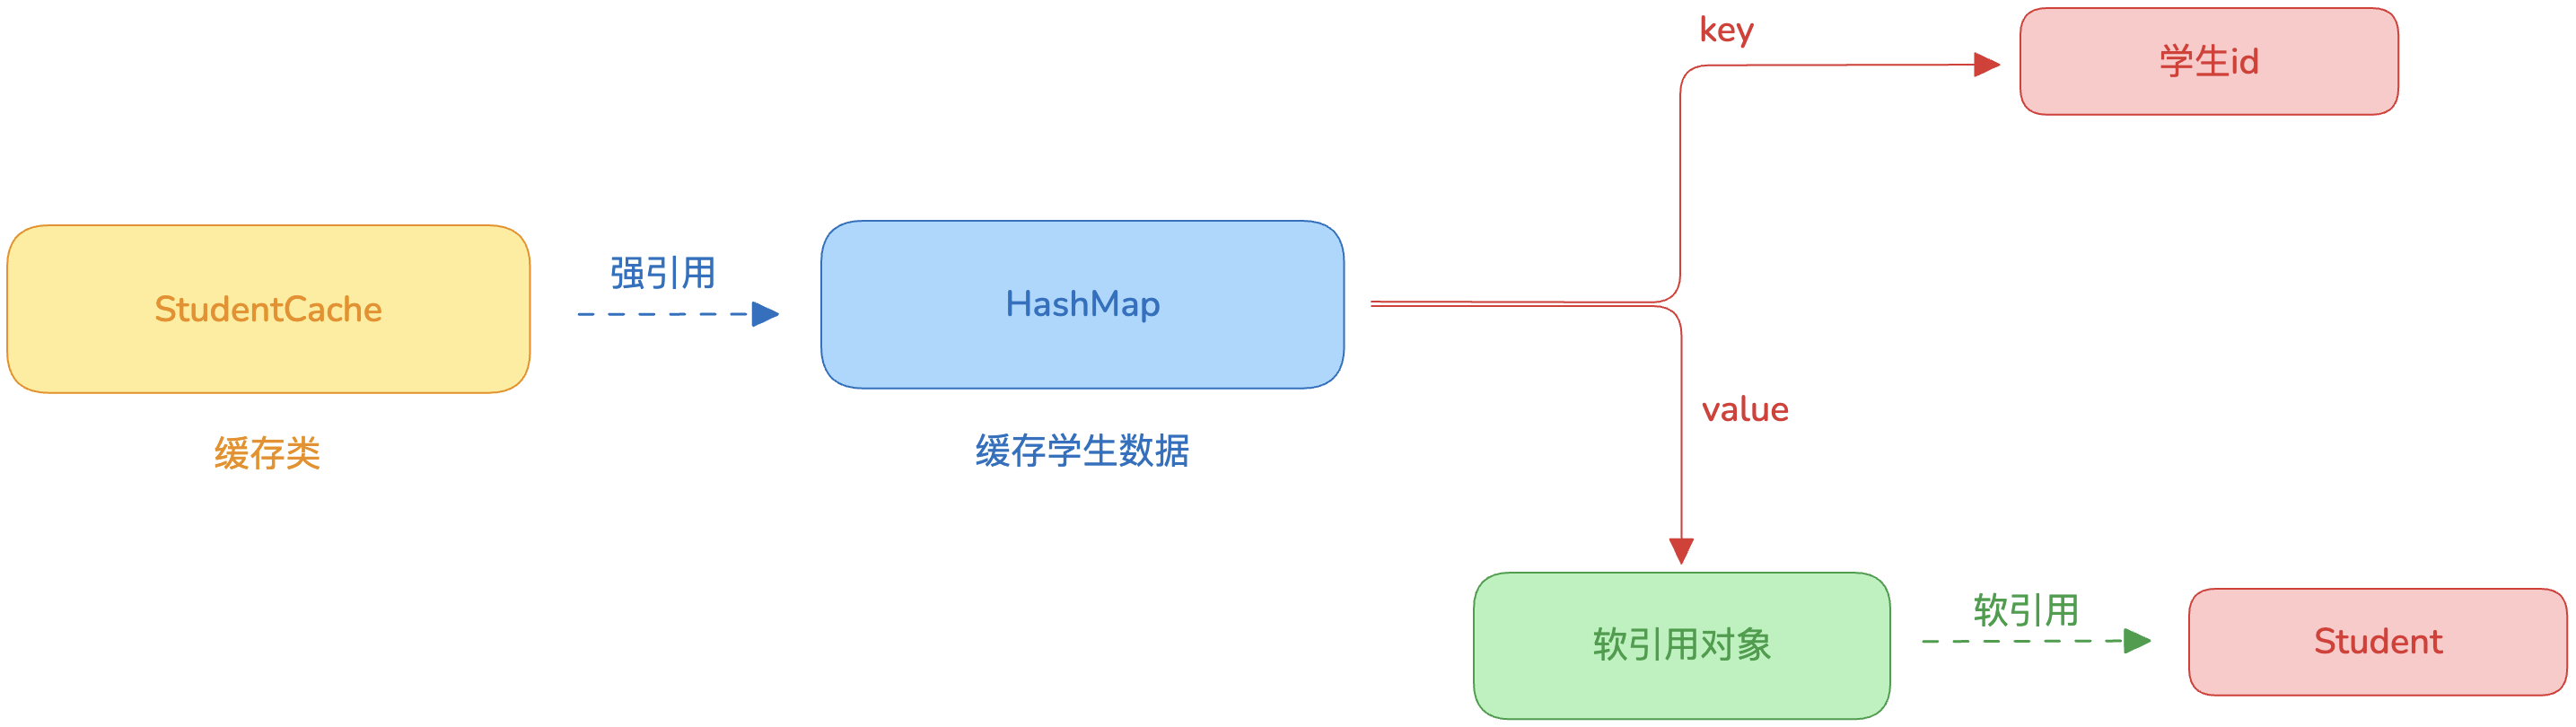 key
学生id
StudentCache
强引用
HashMap
缓存类
缓存学生数据
value
软引用对象
软引用
Student